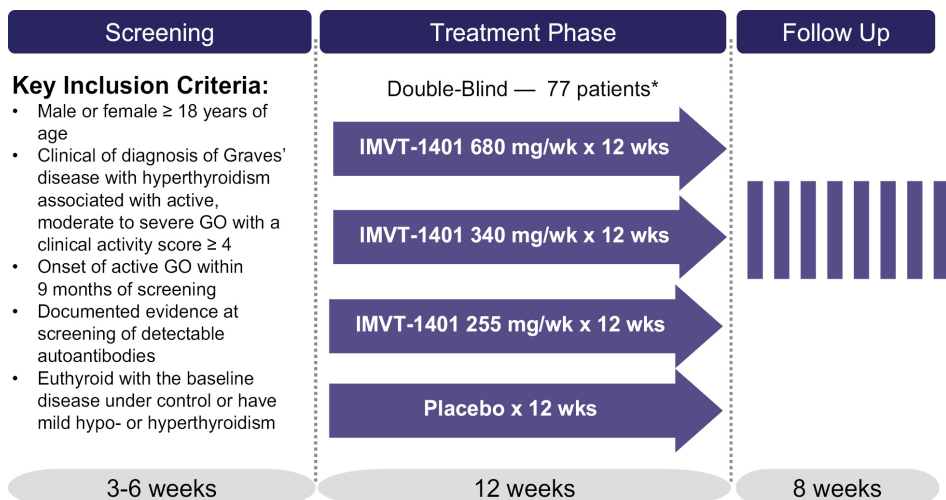 Screening
Treatment Phase
Follow Up
Key Inclusion Criteria:
• Male or female ≥ 18 years of
age
• Clinical of diagnosis of Graves’
disease with hyperthyroidism
associated with active,
moderate to severe GO with a
clinical activity score ≥ 4
• Onset of active GO within
9 months of screening
• Documented evidence at
screening of detectable
autoantibodies
• Euthyroid with the baseline
disease under control or have
mild hypo- or hyperthyroidism
Double-Blind — 77 patients*
IMVT-1401 680 mg/wk x 12 wks
IMVT-1401 340 mg/wk x 12 wks
IMVT-1401 255 mg/wk x 12 wks
Placebo x 12 wks
3-6 weeks
12 weeks
8 weeks